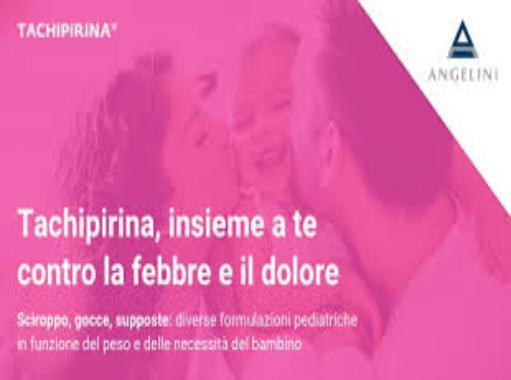 TACHIPIRINA®
ANGELINI
Tachipirina, insieme a te
contro la febbre e il dolore
Sciroppo, gocce, supposte: diverse formulazioni pediatriche
in funzione del peso e delle necessità del bambino